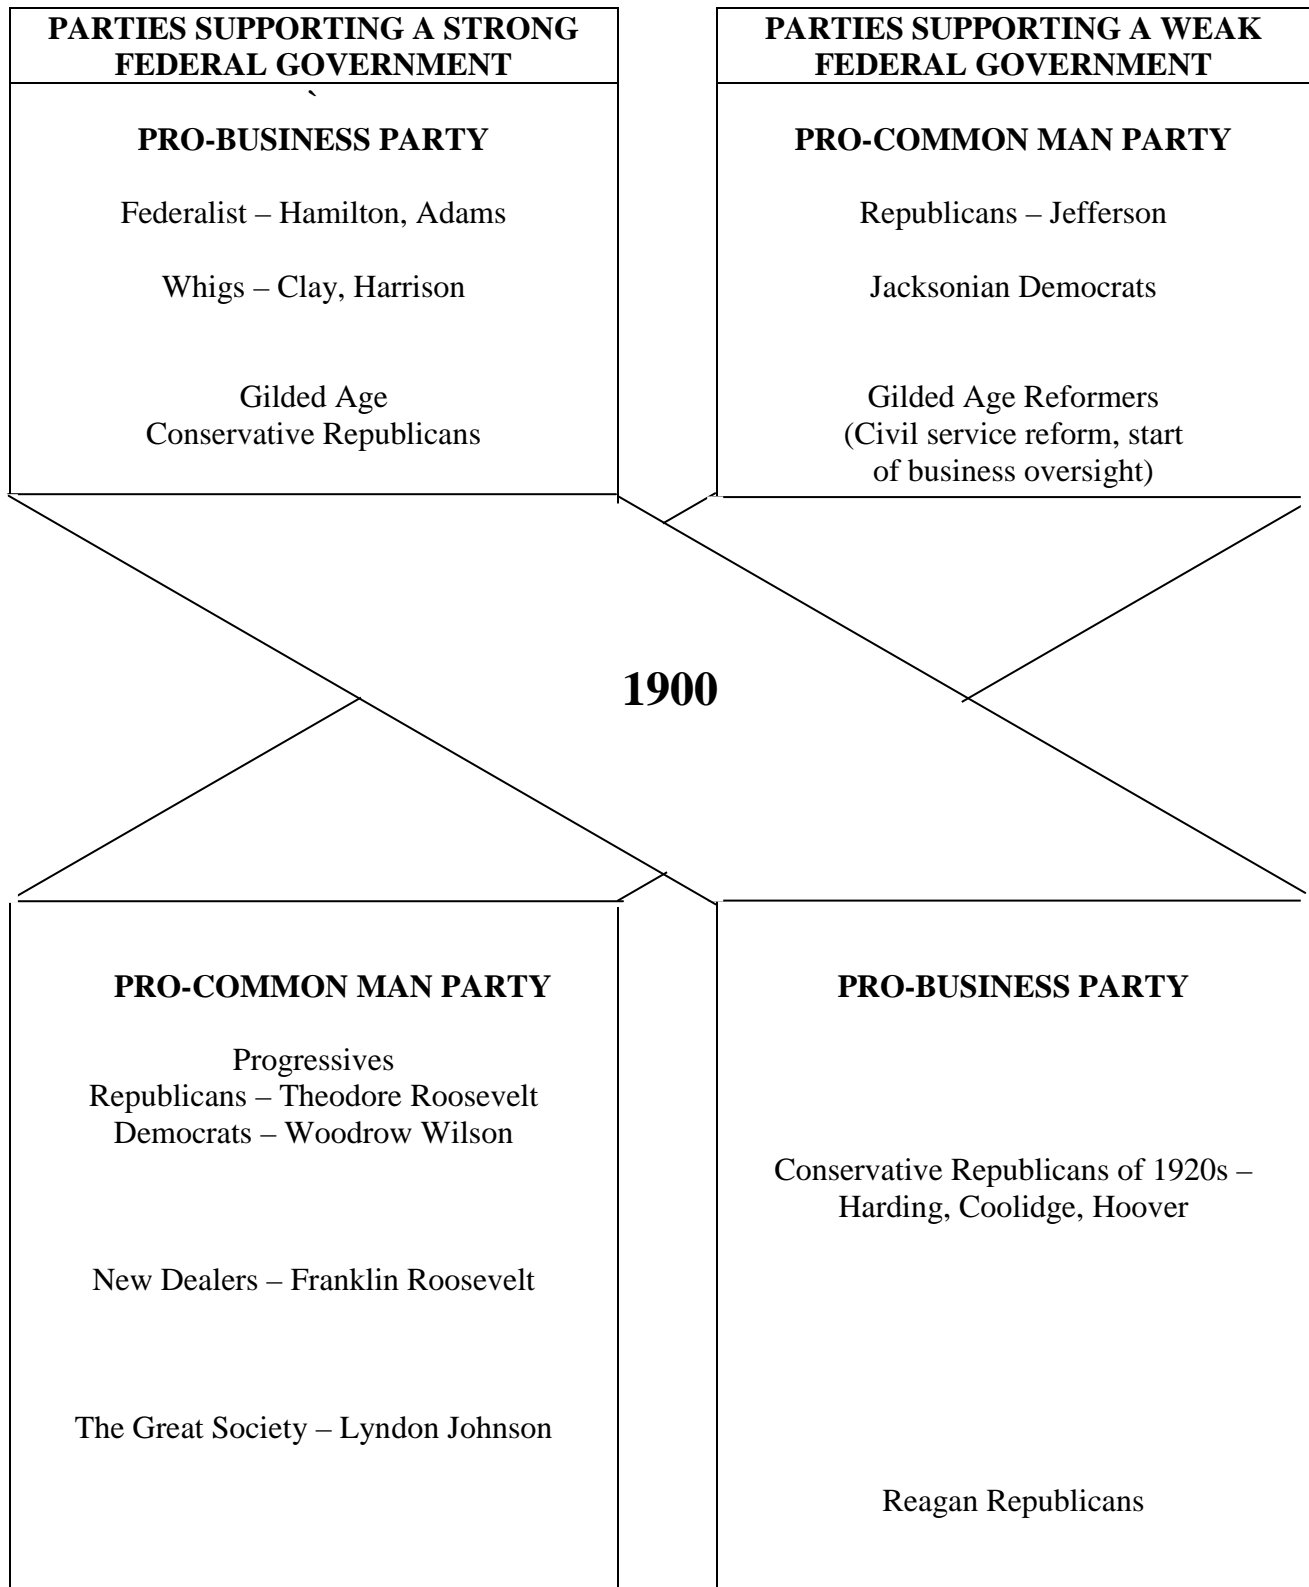 PARTIES SUPPORTING A STRONG
FEDERAL GOVERNMENT
`
PRO-BUSINESS PARTY
Federalist – Hamilton, Adams
Whigs – Clay, Harrison
Gilded Age
Conservative Republicans
PARTIES SUPPORTING A WEAK
FEDERAL GOVERNMENT
PRO-COMMON MAN PARTY
Republicans – Jefferson
Jacksonian Democrats
Gilded Age Reformers
(Civil service reform, start
of business oversight)
1900
PRO-COMMON MAN PARTY
Progressives
Republicans – Theodore Roosevelt
Democrats – Woodrow Wilson
New Dealers – Franklin Roosevelt
The Great Society – Lyndon Johnson
PRO-BUSINESS PARTY
Conservative Republicans of 1920s –
Harding, Coolidge, Hoover
Reagan Republicans